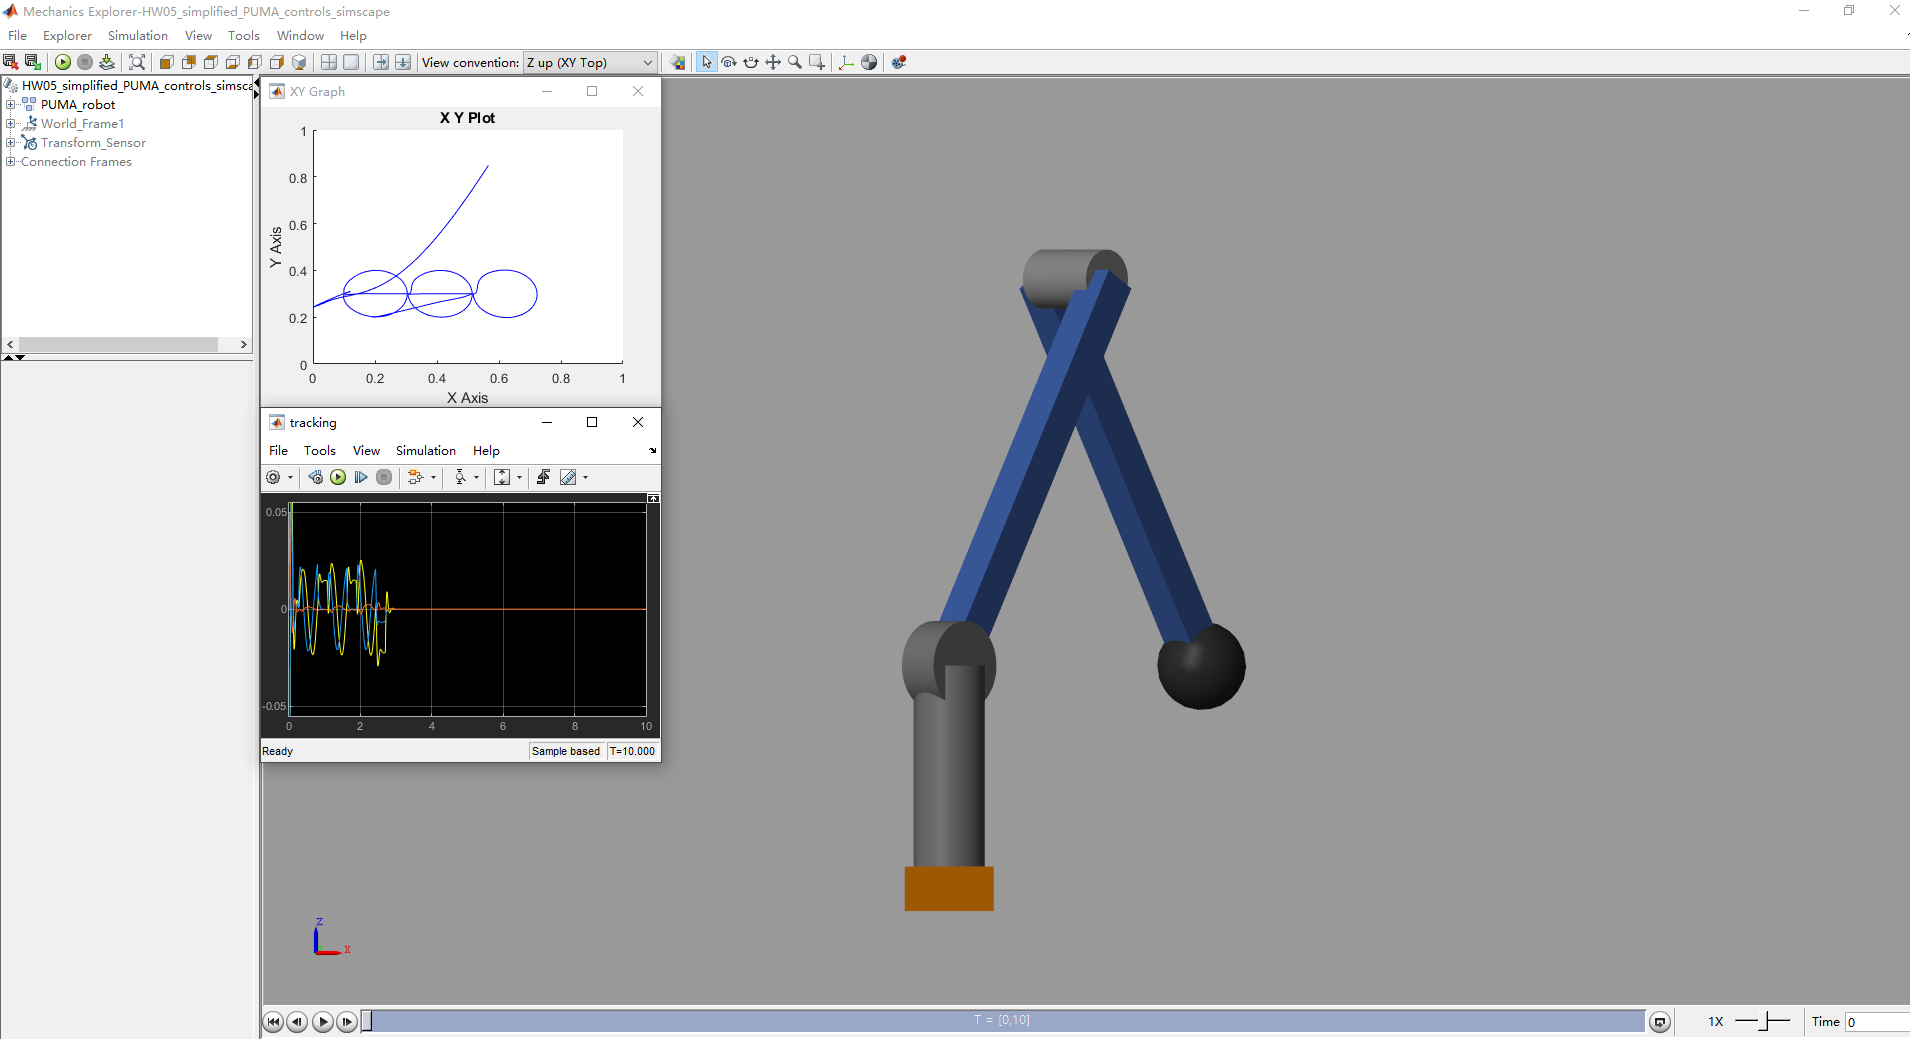 Mechanics Explorer-HW05_simplified_PUMA_controls_simscape
File Explorer Simulation View Tools Window Help
View convention: Z up (XY Top)
HW05_simplified_PUMA_controls_simsca
PUMA_robot
World_Frame1
Transform_Sensor
Connection Frames
XY Graph
X Y Plot
1
0.8
0.6
0.4
0.2
0
Y Axis
0 0.2 0.4 0.6 0.8 1
X Axis
tracking
File Tools View Simulation Help
0.05
0
-0.05
0 2 4 6 8 10
Ready Sample based T=10.000
Z
X
T = [0,10]
1X
Time 0